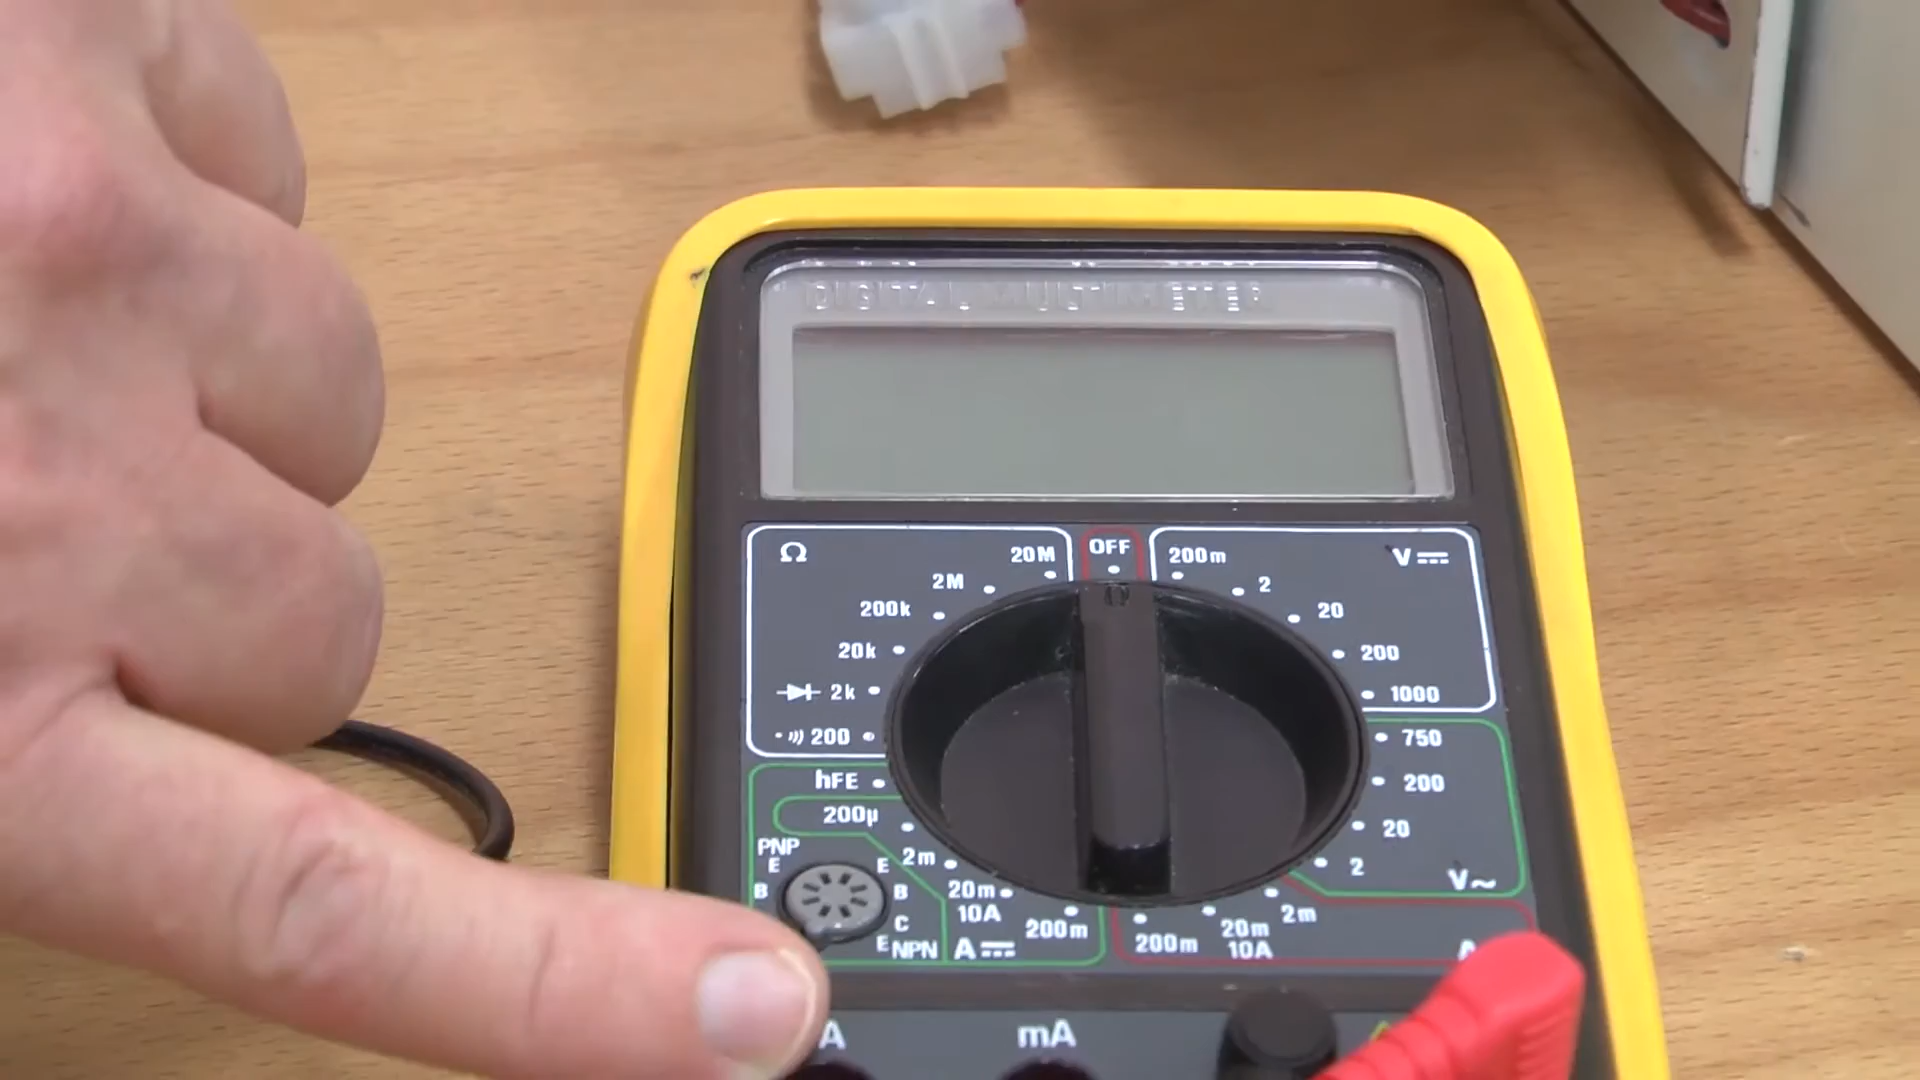 DIGITAL MULTIMETER
OFF
Ω
20M
2M
200k
20k
2k
200
200m
V
2
20
200
1000
750
200
20
2
V~
hFE
200µ
2m
20m
10A
200m
A
PNP
E
B
E
B
C
E
NPN
200m
20m
10A
2m
A
A
mA